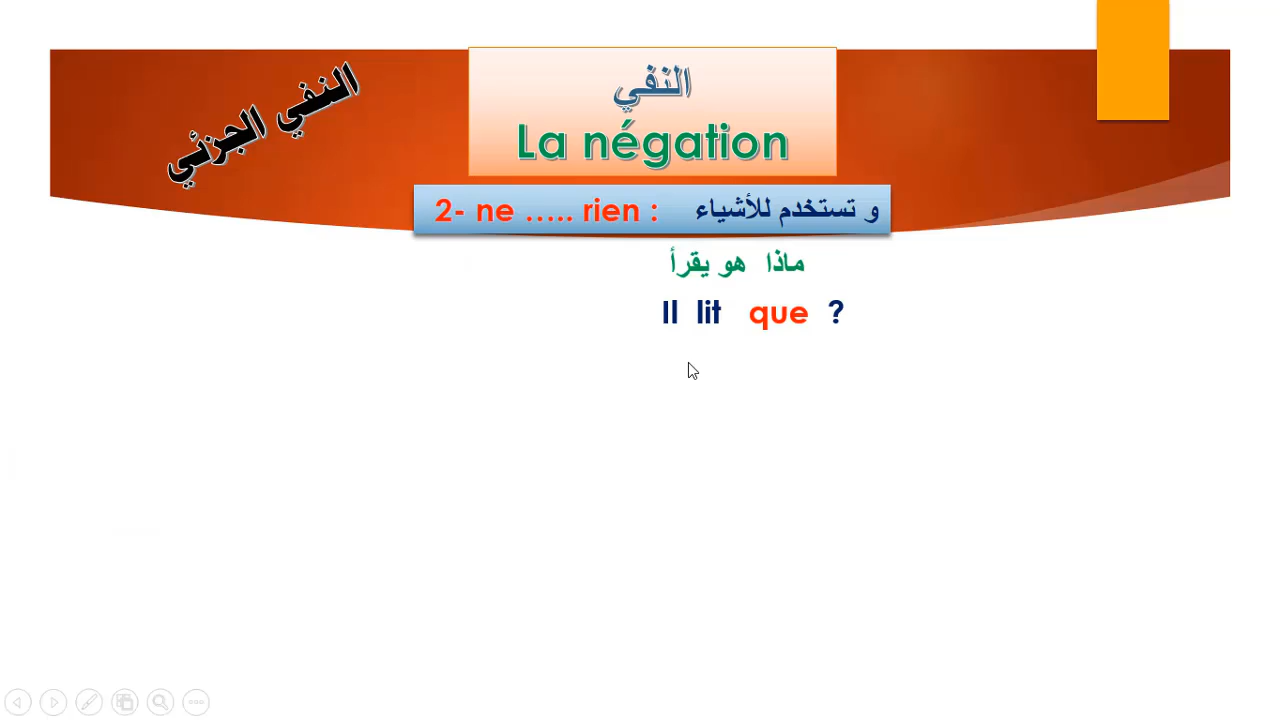 النفي الجزئي
النفي
La négation
2- ne ..... rien : و تستخدم للأشياء
ماذا هو يقرأ
Il lit que ?